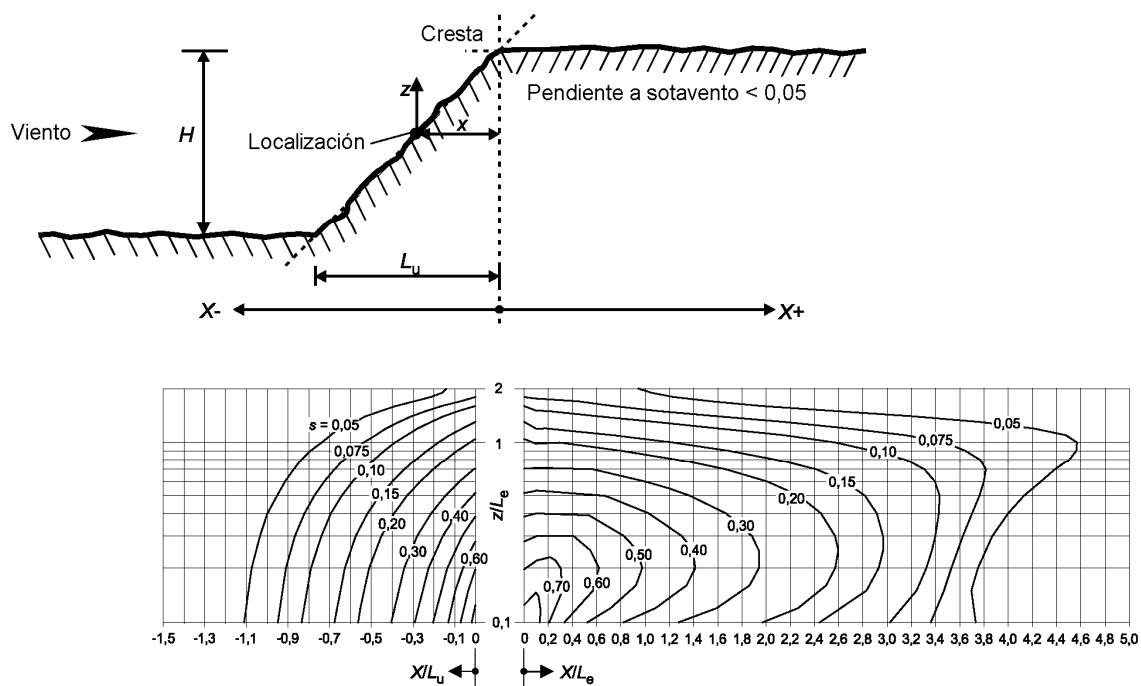 Cresta
z
Pendiente a sotavento < 0,05
Viento
H
x
Localización
L_u
X-
X+
2
s = 0,05
0,05
1
0,075
0,075
0,10
0,10
z/L_e
0,15
0,15
0,20
0,20
0,40
0,30
0,30
0,50
0,40
0,60
0,70
0,60
0,1
-1,5 -1,3 -1,1 -0,9 -0,7 -0,5 -0,3 -0,1 0
0 0,2 0,4 0,6 0,8 1,0 1,2 1,4 1,6 1,8 2,0 2,2 2,4 2,6 2,8 3,0 3,2 3,4 3,6 3,8 4,0 4,2 4,4 4,6 4,8 5,0
X/L_u
X/L_e